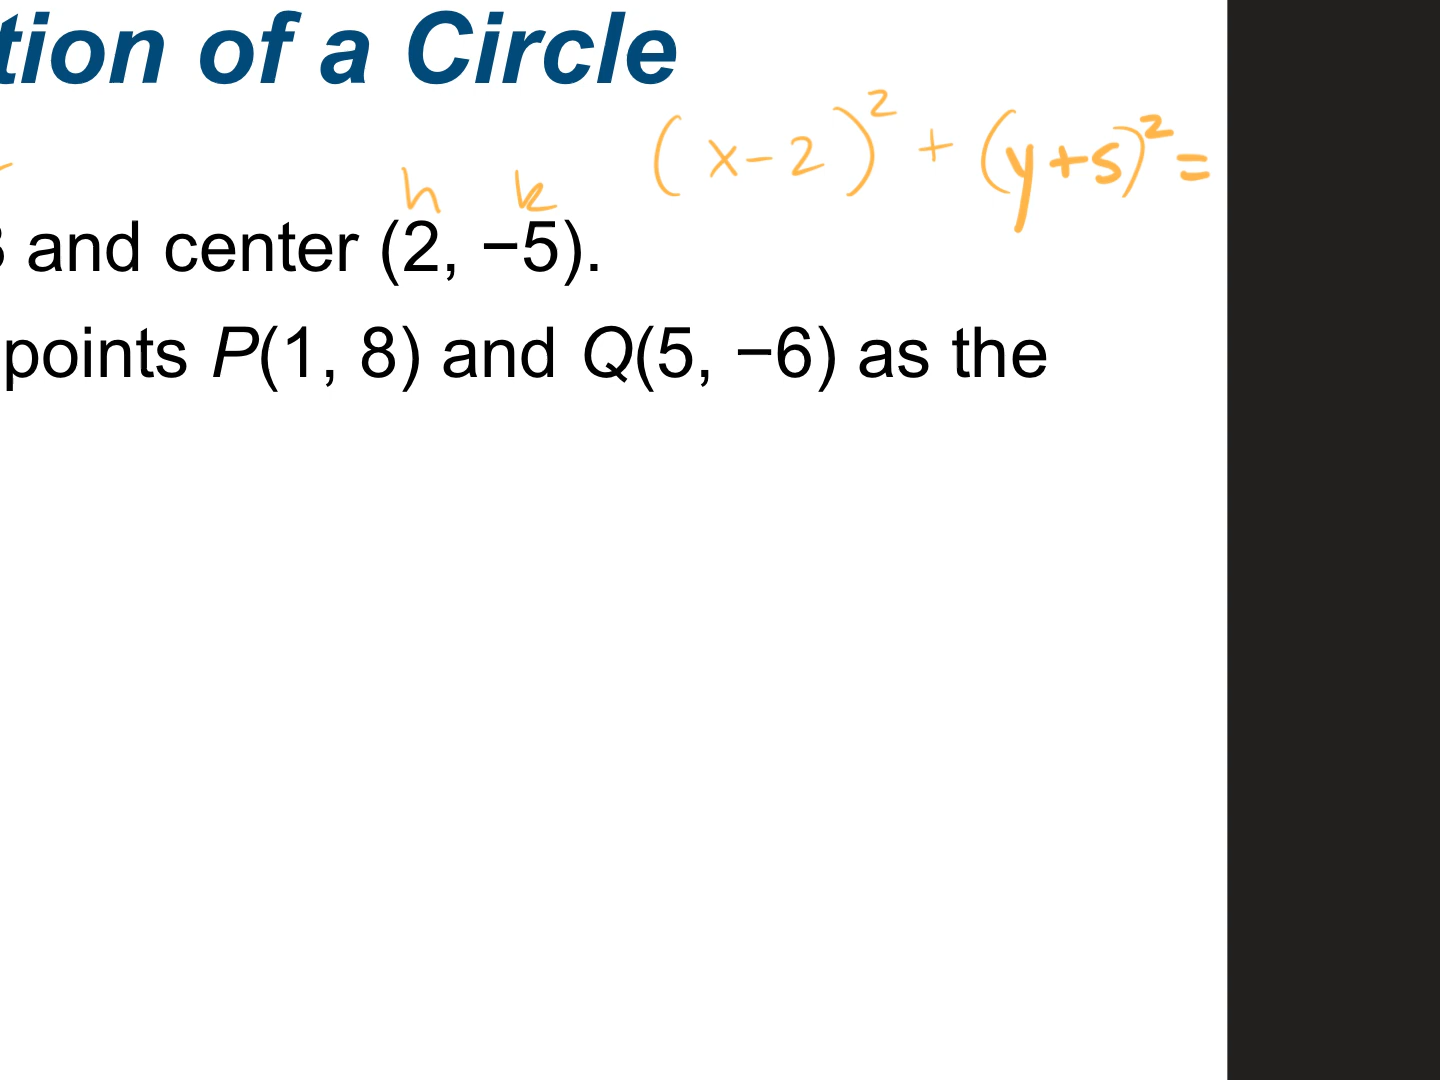 tion of a Circle
(x-2)² + (y+5)² =
h k
3 and center (2, −5).
points P(1, 8) and Q(5, −6) as the